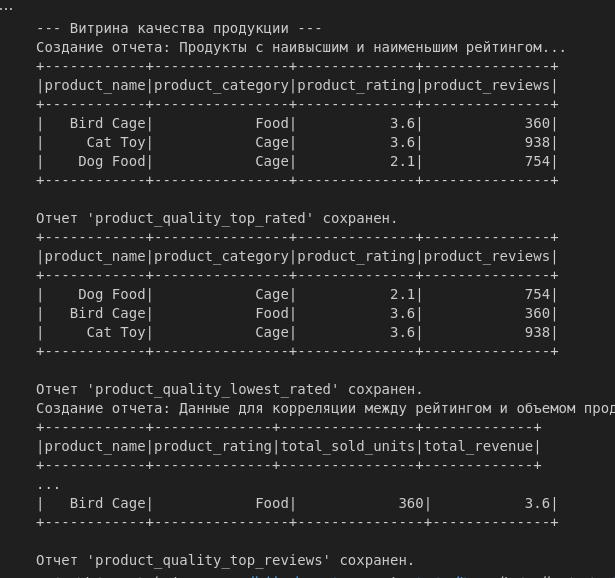 ...
--- Витрина качества продукции ---
Создание отчета: Продукты с наивысшим и наименьшим рейтингом...
+------------+----------------+--------------+---------------+
|product_name|product_category|product_rating|product_reviews|
+------------+----------------+--------------+---------------+
|   Bird Cage|            Food|           3.6|            360|
|     Cat Toy|            Cage|           3.6|            938|
|    Dog Food|            Cage|           2.1|            754|
+------------+----------------+--------------+---------------+
Отчет 'product_quality_top_rated' сохранен.
+------------+----------------+--------------+---------------+
|product_name|product_category|product_rating|product_reviews|
+------------+----------------+--------------+---------------+
|    Dog Food|            Cage|           2.1|            754|
|   Bird Cage|            Food|           3.6|            360|
|     Cat Toy|            Cage|           3.6|            938|
+------------+----------------+--------------+---------------+
Отчет 'product_quality_lowest_rated' сохранен.
Создание отчета: Данные для корреляции между рейтингом и объемом прод
+------------+--------------+----------------+-------------+
|product_name|product_rating|total_sold_units|total_revenue|
+------------+--------------+----------------+-------------+
...
|   Bird Cage|            Food|            360|           3.6|
+------------+----------------+---------------+--------------+
Отчет 'product_quality_top_reviews' сохранен.